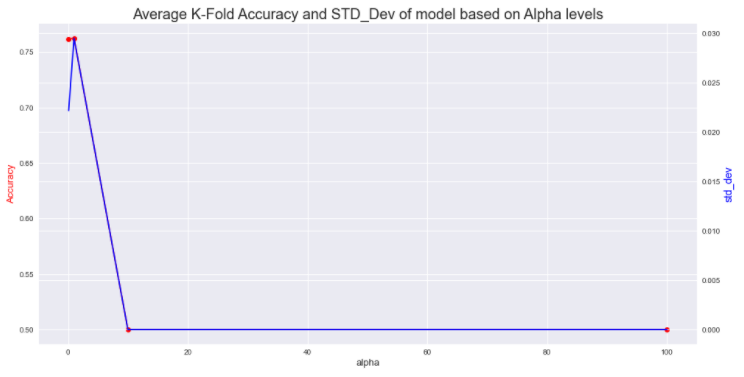 Average K-Fold Accuracy and STD_Dev of model based on Alpha levels
0.75
0.70
0.65
0.60
0.55
0.50
Accuracy
0.030
0.025
0.020
0.015
0.010
0.005
0.000
std_dev
0 20 40 60 80 100
alpha